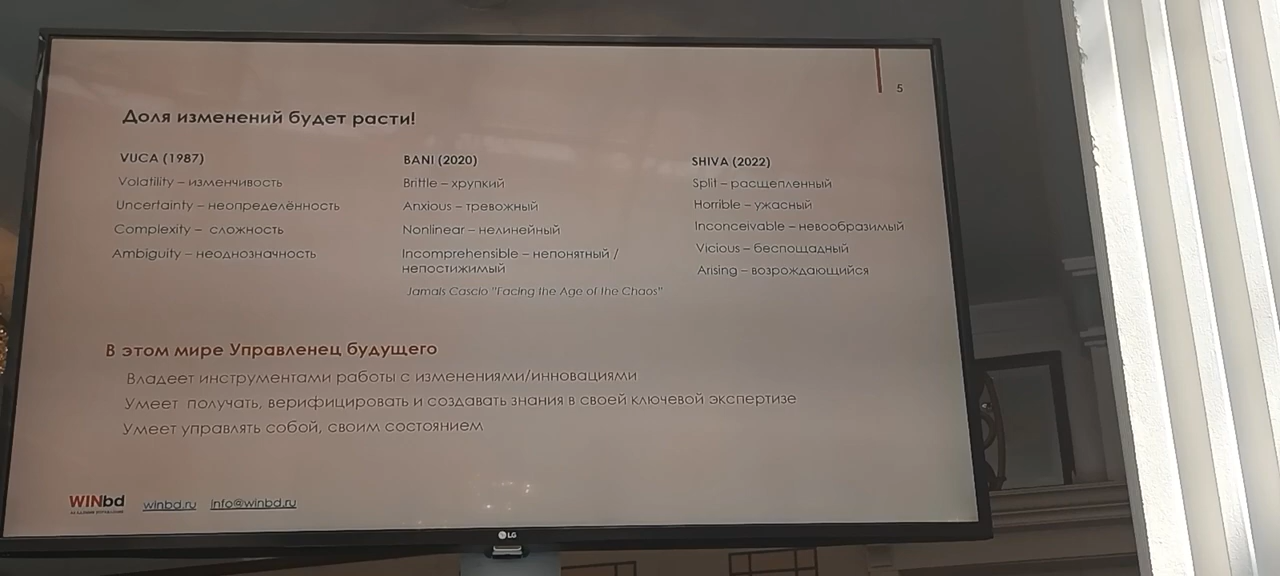 5
Доля изменений будет расти!
VUCA (1987)
Volatility – изменчивость
Uncertainty – неопределённость
Complexity – сложность
Ambiguity – неоднозначность
BANI (2020)
Brittle – хрупкий
Anxious – тревожный
Nonlinear – нелинейный
Incomprehensible – непонятный /
непостижимый
Jamais Cascio "Facing the Age of the Chaos"
SHIVA (2022)
Split – расщепленный
Horrible – ужасный
Inconceivable – невообразимый
Vicious – беспощадный
Arising – возрождающийся
В этом мире Управленец будущего
Владеет инструментами работы с изменениями/инновациями
Умеет получать, верифицировать и создавать знания в своей ключевой экспертизе
Умеет управлять собой, своим состоянием
WINbd
winbd.ru info@winbd.ru
LG